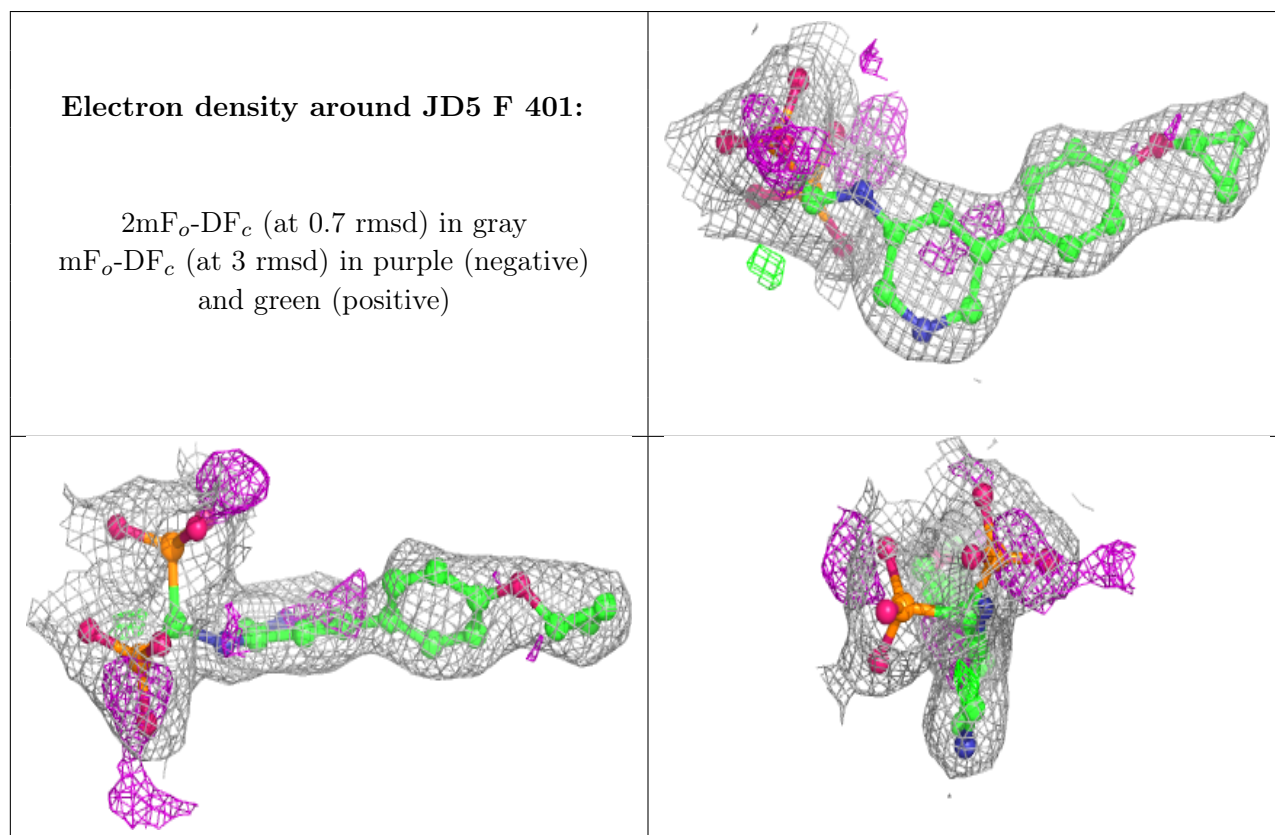 Electron density around JD5 F 401:
2mFo-DFc (at 0.7 rmsd) in gray
mFo-DFc (at 3 rmsd) in purple (negative)
and green (positive)